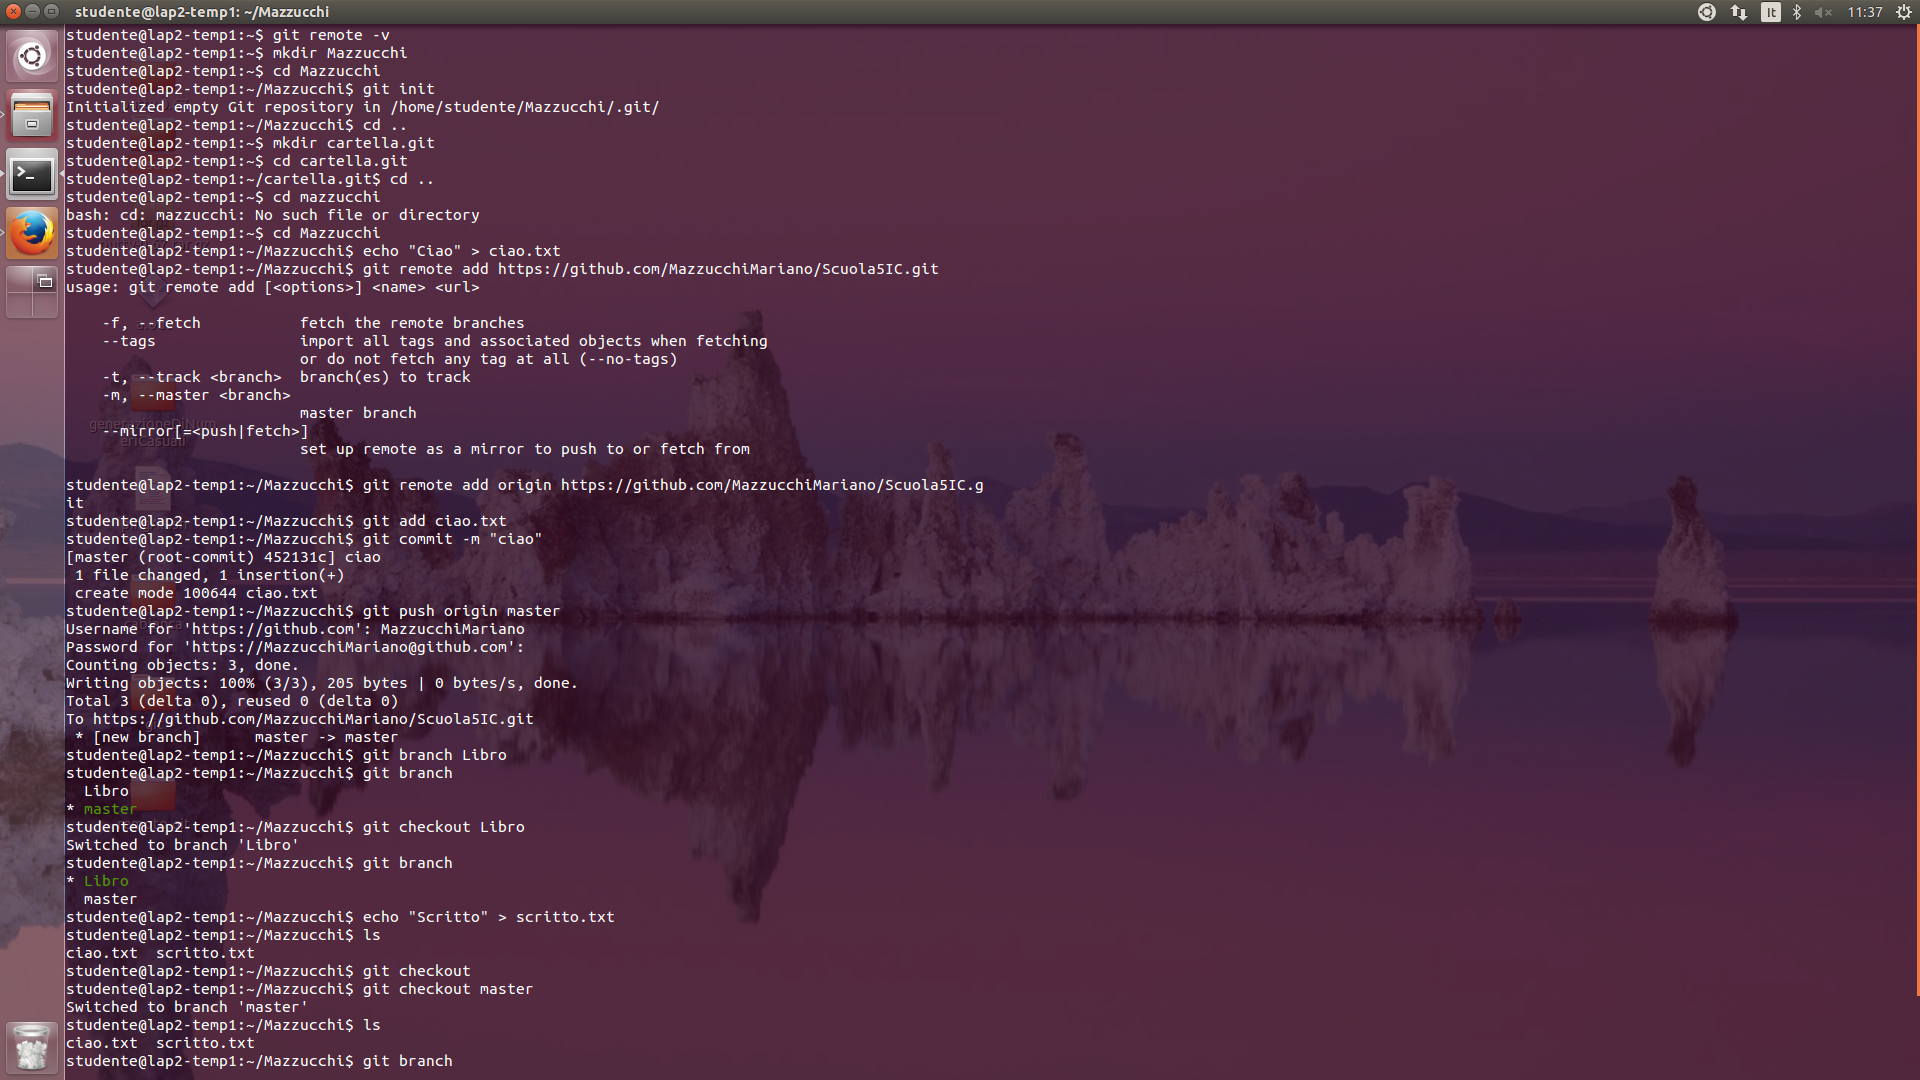 studente@lap2-temp1: ~/Mazzucchi
It
11:37
studente@lap2-temp1:~$ git remote -v
studente@lap2-temp1:~$ mkdir Mazzucchi
studente@lap2-temp1:~$ cd Mazzucchi
studente@lap2-temp1:~/Mazzucchi$ git init
Initialized empty Git repository in /home/studente/Mazzucchi/.git/
studente@lap2-temp1:~/Mazzucchi$ cd ..
studente@lap2-temp1:~$ mkdir cartella.git
studente@lap2-temp1:~$ cd cartella.git
studente@lap2-temp1:~/cartella.git$ cd ..
studente@lap2-temp1:~$ cd mazzucchi
bash: cd: mazzucchi: No such file or directory
studente@lap2-temp1:~$ cd Mazzucchi
studente@lap2-temp1:~/Mazzucchi$ echo "Ciao" > ciao.txt
studente@lap2-temp1:~/Mazzucchi$ git remote add https://github.com/MazzucchiMariano/Scuola5IC.git
usage: git remote add [<options>] <name> <url>
    -f, --fetch           fetch the remote branches
    --tags                import all tags and associated objects when fetching
                          or do not fetch any tag at all (--no-tags)
    -t, --track <branch>  branch(es) to track
    -m, --master <branch>
                          master branch
generazioneDiNum
ericasuali
    --mirror[=<push|fetch>]
                          set up remote as a mirror to push to or fetch from
studente@lap2-temp1:~/Mazzucchi$ git remote add origin https://github.com/MazzucchiMariano/Scuola5IC.g
it
studente@lap2-temp1:~/Mazzucchi$ git add ciao.txt
studente@lap2-temp1:~/Mazzucchi$ git commit -m "ciao"
[master (root-commit) 452131c] ciao
 1 file changed, 1 insertion(+)
 create mode 100644 ciao.txt
studente@lap2-temp1:~/Mazzucchi$ git push origin master
Username for 'https://github.com': MazzucchiMariano
Password for 'https://MazzucchiMariano@github.com':
Counting objects: 3, done.
Writing objects: 100% (3/3), 205 bytes | 0 bytes/s, done.
Total 3 (delta 0), reused 0 (delta 0)
To https://github.com/MazzucchiMariano/Scuola5IC.git
 * [new branch]      master -> master
studente@lap2-temp1:~/Mazzucchi$ git branch Libro
studente@lap2-temp1:~/Mazzucchi$ git branch
  Libro
* master
studente@lap2-temp1:~/Mazzucchi$ git checkout Libro
Switched to branch 'Libro'
studente@lap2-temp1:~/Mazzucchi$ git branch
* Libro
  master
studente@lap2-temp1:~/Mazzucchi$ echo "Scritto" > scritto.txt
studente@lap2-temp1:~/Mazzucchi$ ls
ciao.txt  scritto.txt
studente@lap2-temp1:~/Mazzucchi$ git checkout
studente@lap2-temp1:~/Mazzucchi$ git checkout master
Switched to branch 'master'
studente@lap2-temp1:~/Mazzucchi$ ls
ciao.txt  scritto.txt
studente@lap2-temp1:~/Mazzucchi$ git branch